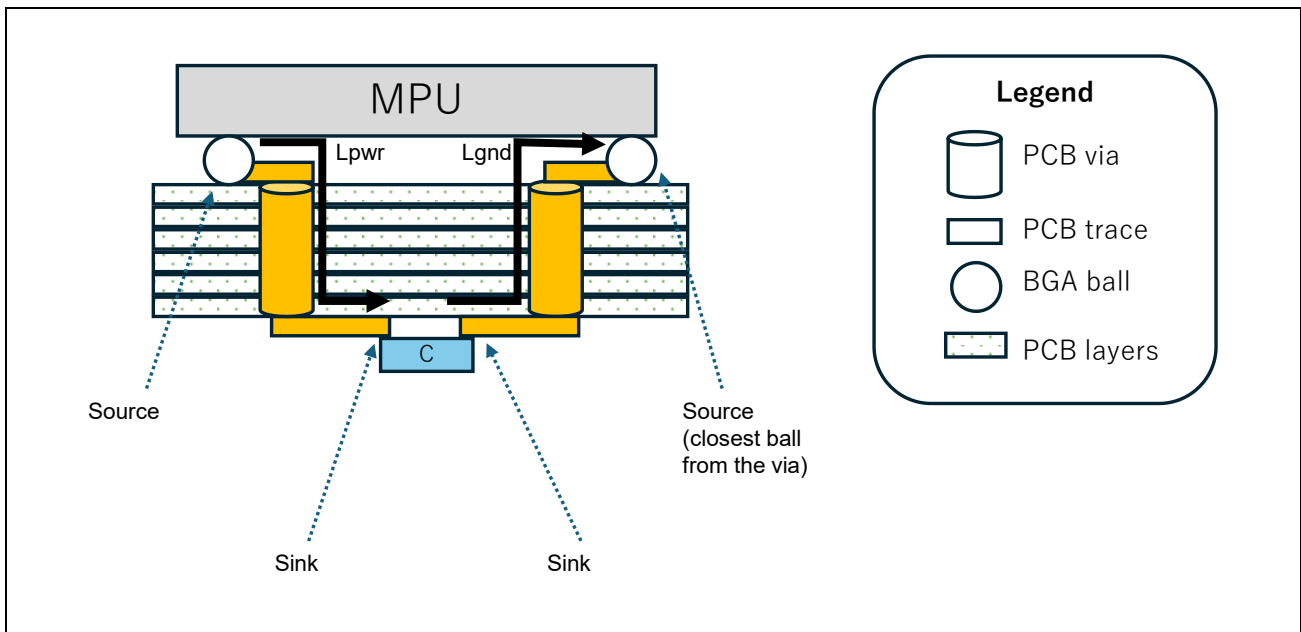 MPU
Lpwr
Lgnd
C
Source
Source
(closest ball
from the via)
Sink
Sink
Legend
PCB via
PCB trace
BGA ball
PCB layers